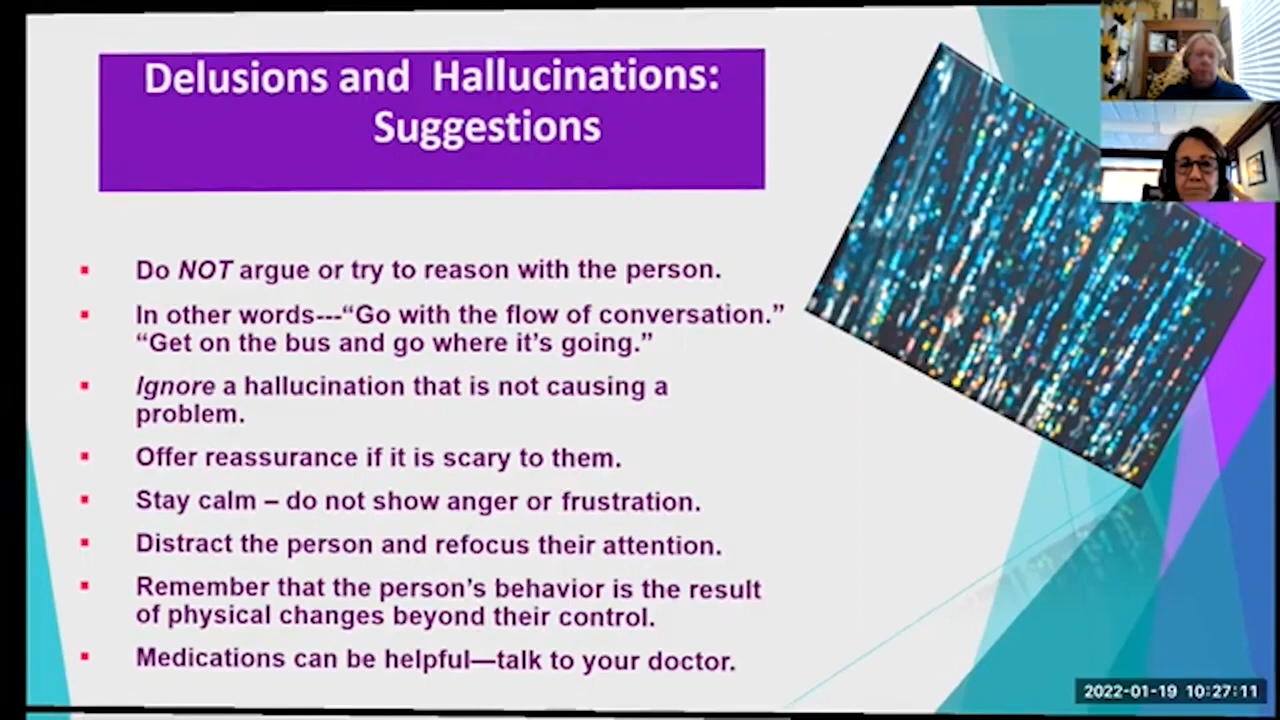 Delusions and Hallucinations:
Suggestions
Do NOT argue or try to reason with the person.
In other words---“Go with the flow of conversation.”
“Get on the bus and go where it’s going.”
Ignore a hallucination that is not causing a
problem.
Offer reassurance if it is scary to them.
Stay calm – do not show anger or frustration.
Distract the person and refocus their attention.
Remember that the person’s behavior is the result
of physical changes beyond their control.
Medications can be helpful—talk to your doctor.
2022-01-19 10:27:11